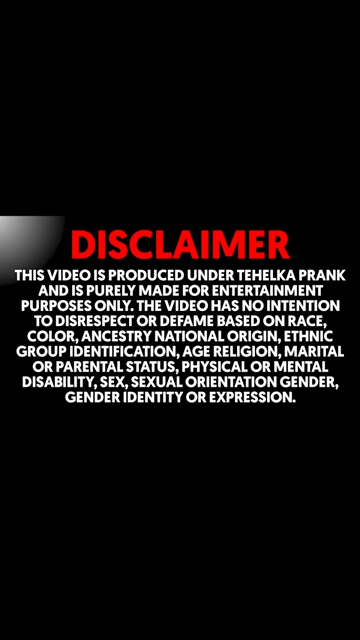 DISCLAIMER
THIS VIDEO IS PRODUCED UNDER TEHELKA PRANK
AND IS PURELY MADE FOR ENTERTAINMENT
PURPOSES ONLY. THE VIDEO HAS NO INTENTION
TO DISRESPECT OR DEFAME BASED ON RACE,
COLOR, ANCESTRY NATIONAL ORIGIN, ETHNIC
GROUP IDENTIFICATION, AGE RELIGION, MARITAL
OR PARENTAL STATUS, PHYSICAL OR MENTAL
DISABILITY, SEX, SEXUAL ORIENTATION GENDER,
GENDER IDENTITY OR EXPRESSION.